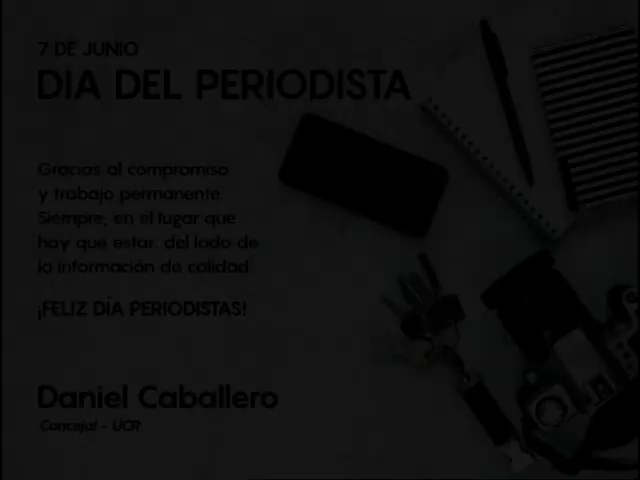 7 DE JUNIO
DIA DEL PERIODISTA
Gracias al compromiso
y trabajo permanente.
Siempre, en el lugar que
hay que estar: del lado de
la información de calidad.
¡FELIZ DÍA PERIODISTAS!
Daniel Caballero
Concejal - UCR